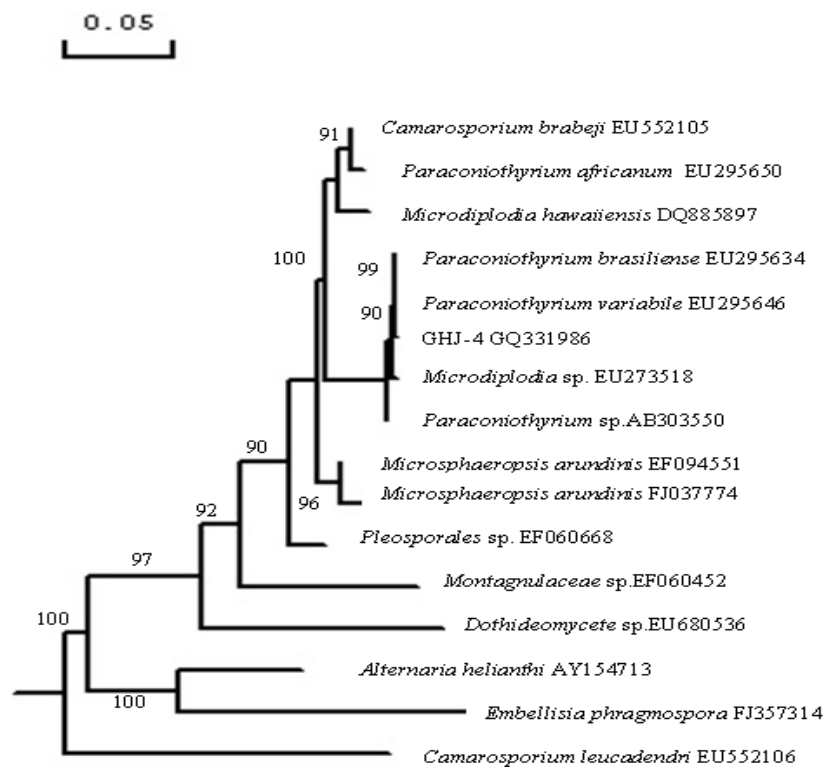 0.05
91
Camarosporium brabeji EU552105
Paraconiothyrium africanum EU295650
Microdiplodia hawaiiensis DQ885897
100
99
Paraconiothyrium brasiliense EU295634
90
Paraconiothyrium variabile EU295646
GHJ-4 GQ331986
Microdiplodia sp. EU273518
Paraconiothyrium sp.AB303550
90
Microsphaeropsis arundinis EF094551
96
Microsphaeropsis arundinis FJ037774
92
Pleosporales sp. EF060668
97
Montagnulaceae sp.EF060452
100
Dothideomycete sp.EU680536
Alternaria helianthi AY154713
100
Embellisia phragmospora FJ357314
Camarosporium leucadendri EU552106